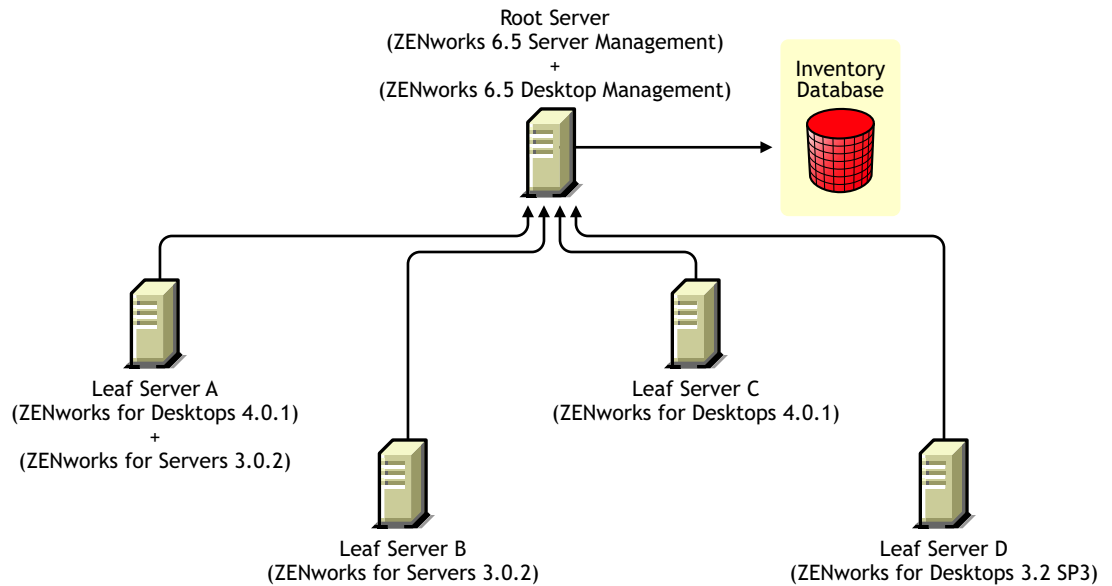 Root Server
(ZENworks 6.5 Server Management)
+
(ZENworks 6.5 Desktop Management)
Inventory
Database
Leaf Server A
(ZENworks for Desktops 4.0.1)
+
(ZENworks for Servers 3.0.2)
Leaf Server C
(ZENworks for Desktops 4.0.1)
Leaf Server B
(ZENworks for Servers 3.0.2)
Leaf Server D
(ZENworks for Desktops 3.2 SP3)